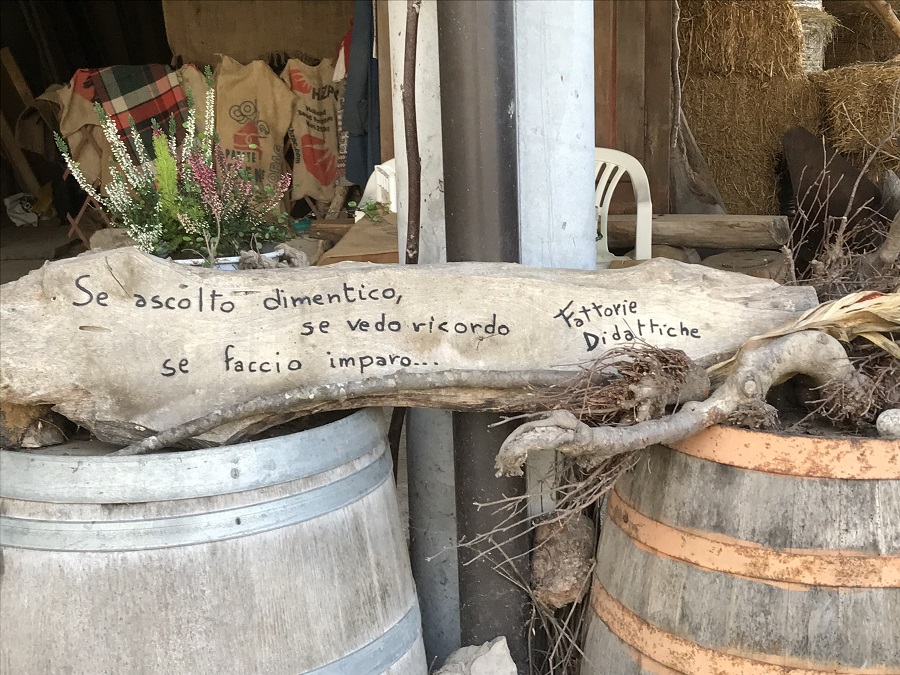 Se ascolto dimentico,
se vedo ricordo
se faccio imparo...
Fattorie
Didattiche